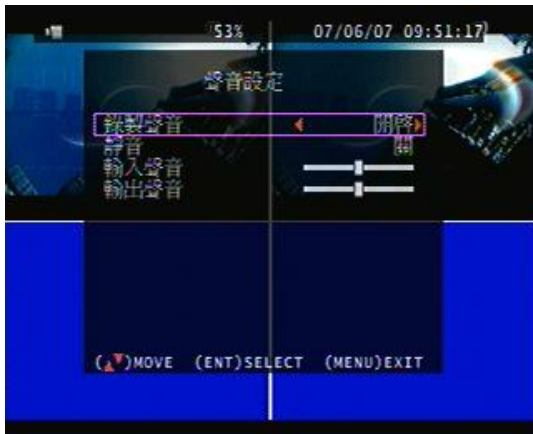 53% 07/06/07 09:51:17
聲音設定
錄製聲音 開啓
靜音 關
輸入聲音
輸出聲音
(▲▼)MOVE (ENT)SELECT (MENU)EXIT